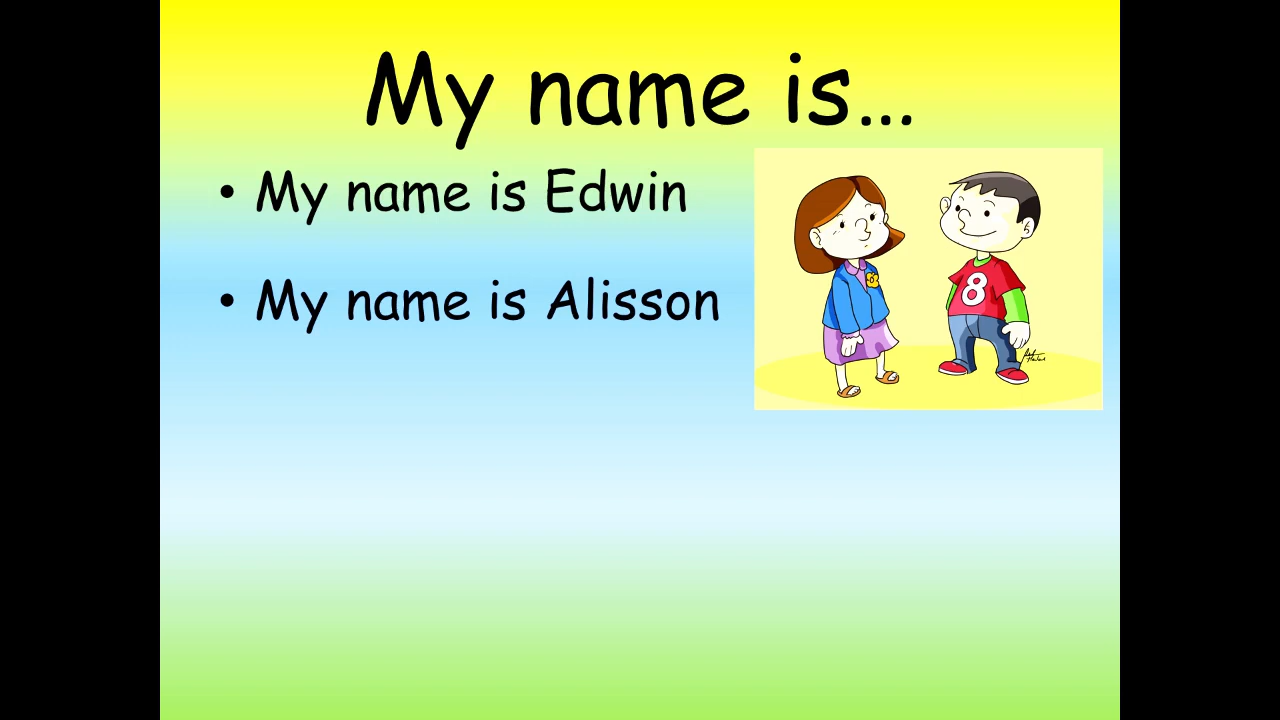 My name is…
• My name is Edwin
• My name is Alisson
8